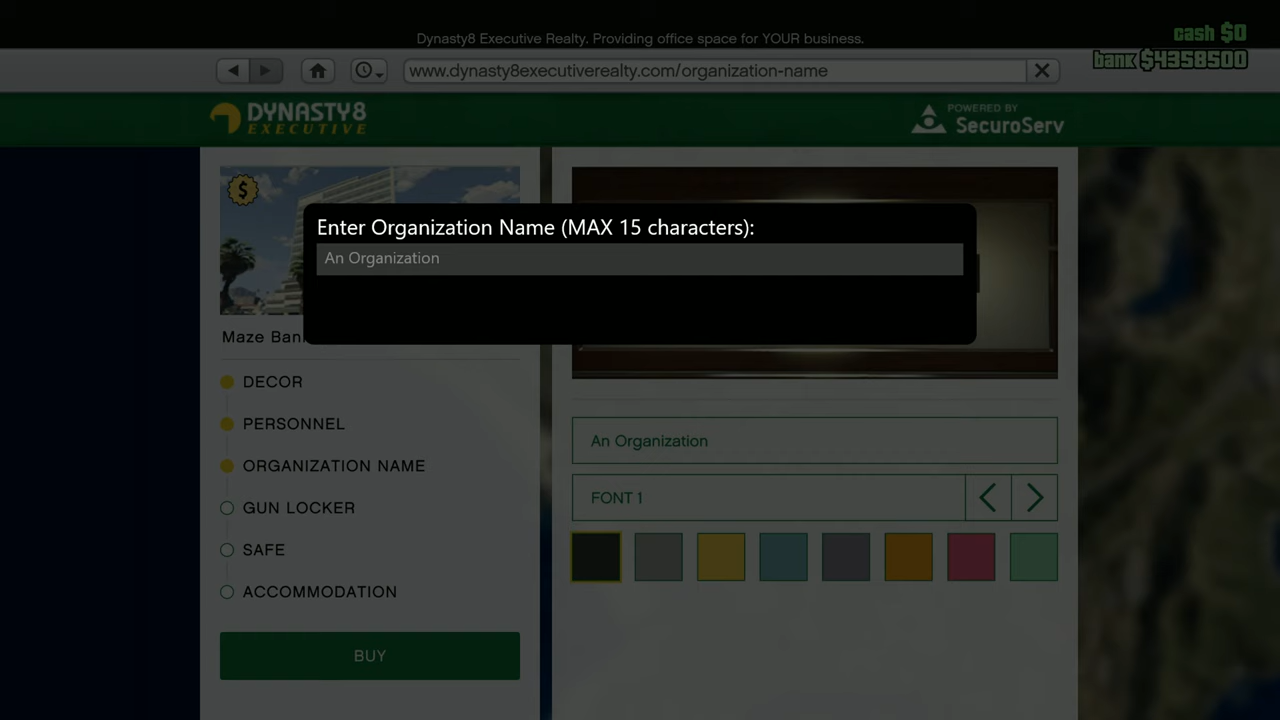 cash $0
Dynasty8 Executive Realty. Providing office space for YOUR business.
bank $4358500
www.dynasty8executiverealty.com/organization-name
DYNASTY8
EXECUTIVE
POWERED BY
SecuroServ
$
Enter Organization Name (MAX 15 characters):
An Organization
Maze Ban
DECOR
PERSONNEL
ORGANIZATION NAME
GUN LOCKER
SAFE
ACCOMMODATION
BUY
An Organization
FONT 1